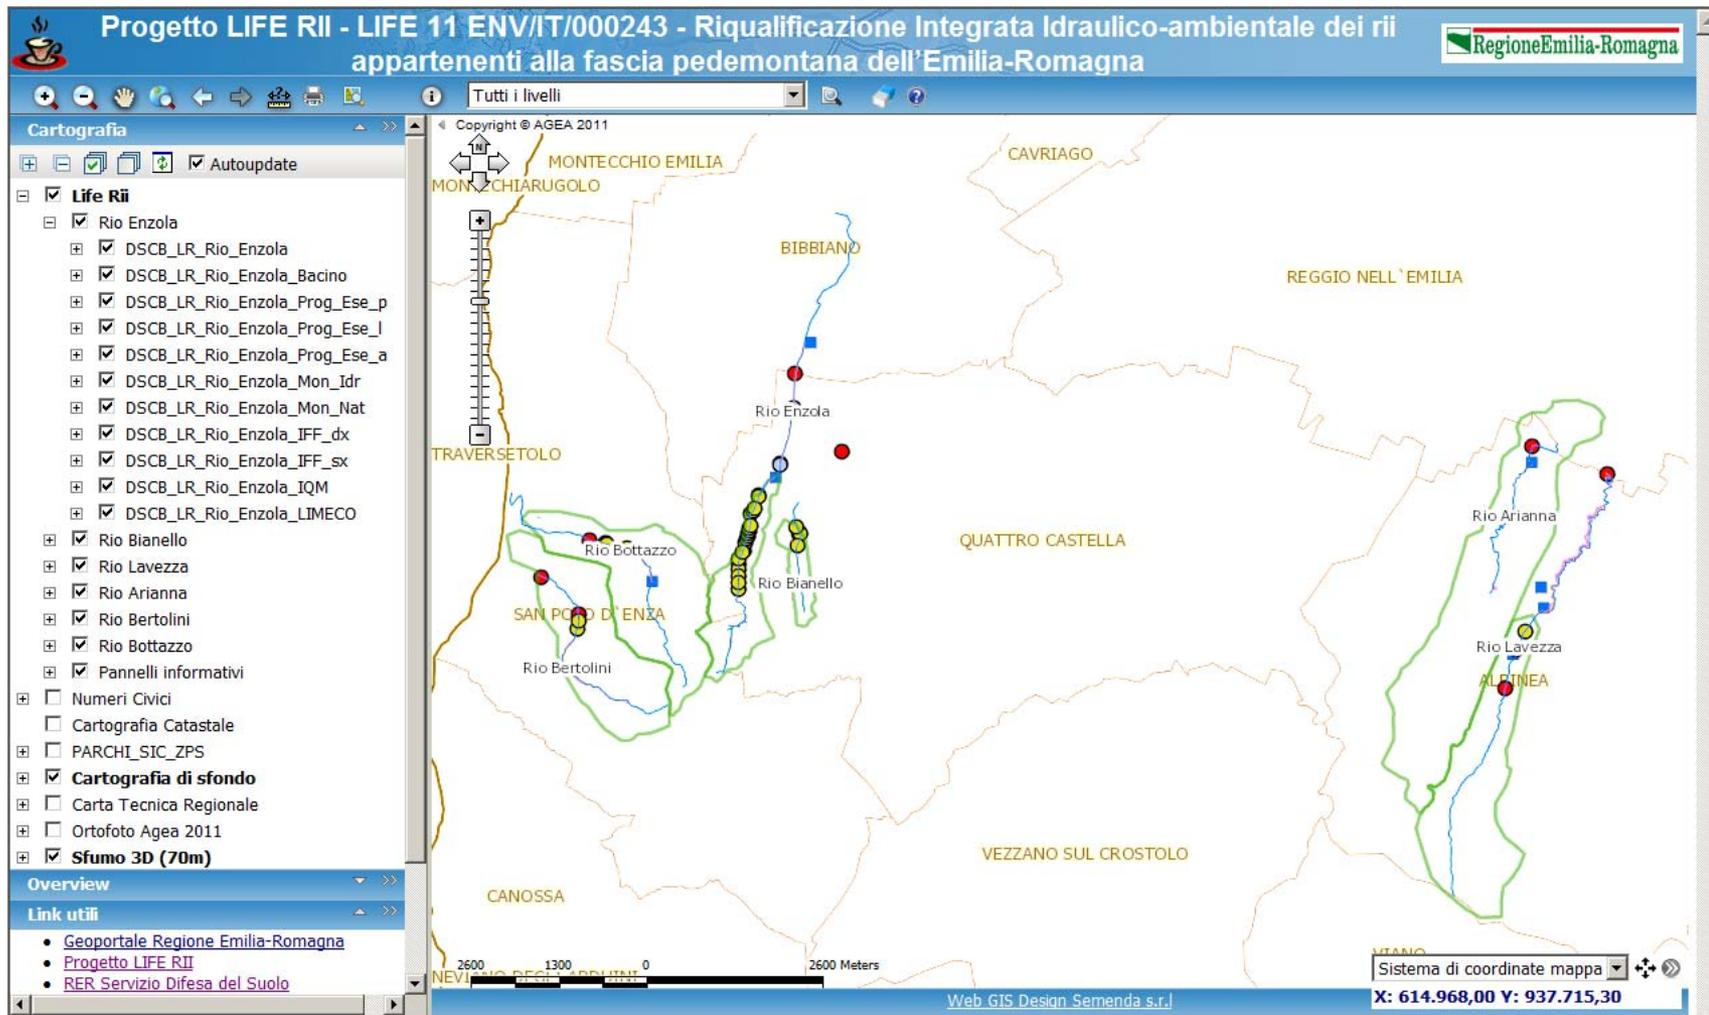 Progetto LIFE RII - LIFE 11 ENV/IT/000243 - Riqualificazione Integrata Idraulico-ambientale dei rii
appartenenti alla fascia pedemontana dell'Emilia-Romagna
RegioneEmilia-Romagna
Tutti i livelli
Cartografia
Autoupdate
Life Rii
Rio Enzola
DSCB_LR_Rio_Enzola
DSCB_LR_Rio_Enzola_Bacino
DSCB_LR_Rio_Enzola_Prog_Ese_p
DSCB_LR_Rio_Enzola_Prog_Ese_l
DSCB_LR_Rio_Enzola_Prog_Ese_a
DSCB_LR_Rio_Enzola_Mon_Idr
DSCB_LR_Rio_Enzola_Mon_Nat
DSCB_LR_Rio_Enzola_IFF_dx
DSCB_LR_Rio_Enzola_IFF_sx
DSCB_LR_Rio_Enzola_IQM
DSCB_LR_Rio_Enzola_LIMECO
Rio Bianello
Rio Lavezza
Rio Arianna
Rio Bertolini
Rio Bottazzo
Pannelli informativi
Numeri Civici
Cartografia Catastale
PARCHI_SIC_ZPS
Cartografia di sfondo
Carta Tecnica Regionale
Ortofoto Agea 2011
Sfumo 3D (70m)
Overview
Link utili
Geoportale Regione Emilia-Romagna
Progetto LIFE RII
RER Servizio Difesa del Suolo
Copyright © AGEA 2011
N
MONTECCHIO EMILIA
CAVRIAGO
BIBBIANO
REGGIO NELL`EMILIA
Rio Enzola
TRAVERSETOLO
Rio Arianna
QUATTRO CASTELLA
Rio Bottazzo
Rio Bianello
D`ENZA
Rio Lavezza
Rio Bertolini
VEZZANO SUL CROSTOLO
CANOSSA
2600 1300 0 2600 Meters
Sistema di coordinate mappa
X: 614.968,00 Y: 937.715,30
Web GIS Design Semenda s.r.l